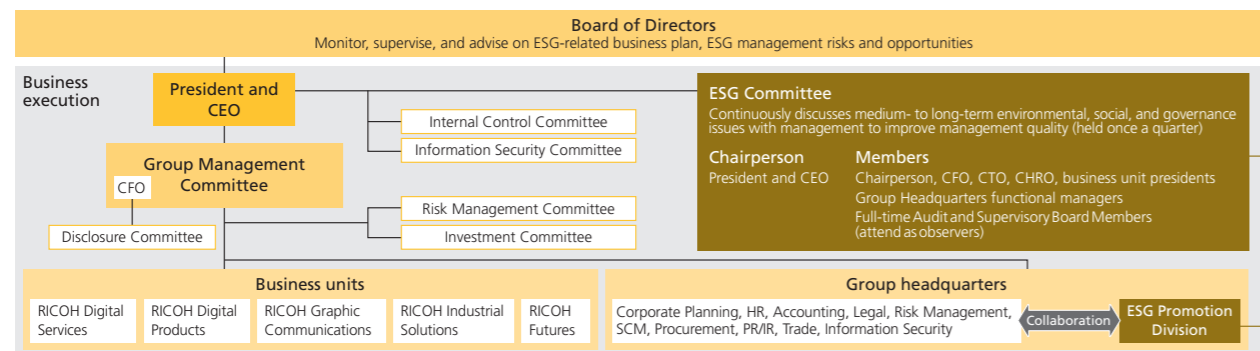 Board of Directors
Monitor, supervise, and advise on ESG-related business plan, ESG management risks and opportunities
Business
execution
President and
CEO
Internal Control Committee
Information Security Committee
Group Management
Committee
CFO
Disclosure Committee
Risk Management Committee
Investment Committee
ESG Committee
Continuously discusses medium- to long-term environmental, social, and governance
issues with management to improve management quality (held once a quarter)
Chairperson
President and CEO
Members
Chairperson, CFO, CTO, CHRO, business unit presidents
Group Headquarters functional managers
Full-time Audit and Supervisory Board Members
(attend as observers)
Business units
RICOH Digital
Services
RICOH Digital
Products
RICOH Graphic
Communications
RICOH Industrial
Solutions
RICOH
Futures
Group headquarters
Corporate Planning, HR, Accounting, Legal, Risk Management,
SCM, Procurement, PR/IR, Trade, Information Security
Collaboration
ESG Promotion
Division